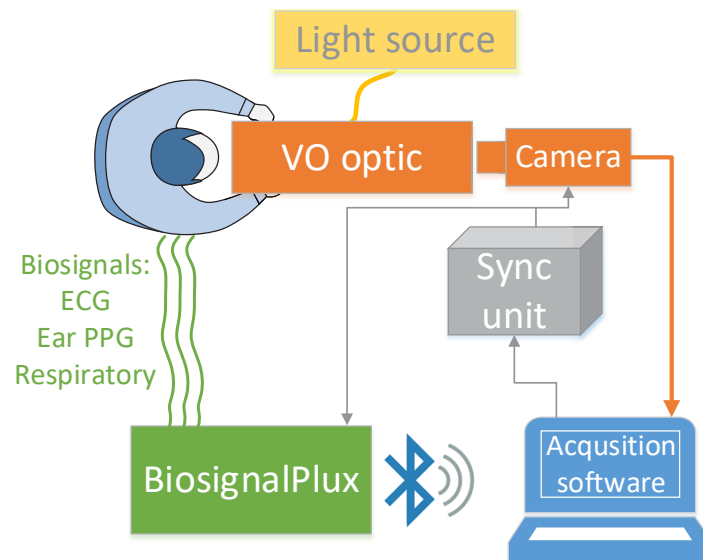 Light source
VO optic
Camera
Biosignals:
ECG
Ear PPG
Respiratory
Sync
unit
BiosignalPlux
Acqusition
software